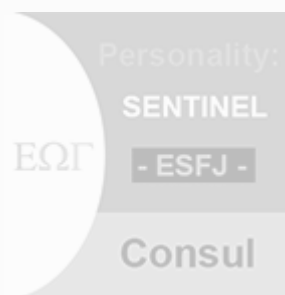 Personality:
SENTINEL
ΕΩΓ
- ESFJ -
Consul